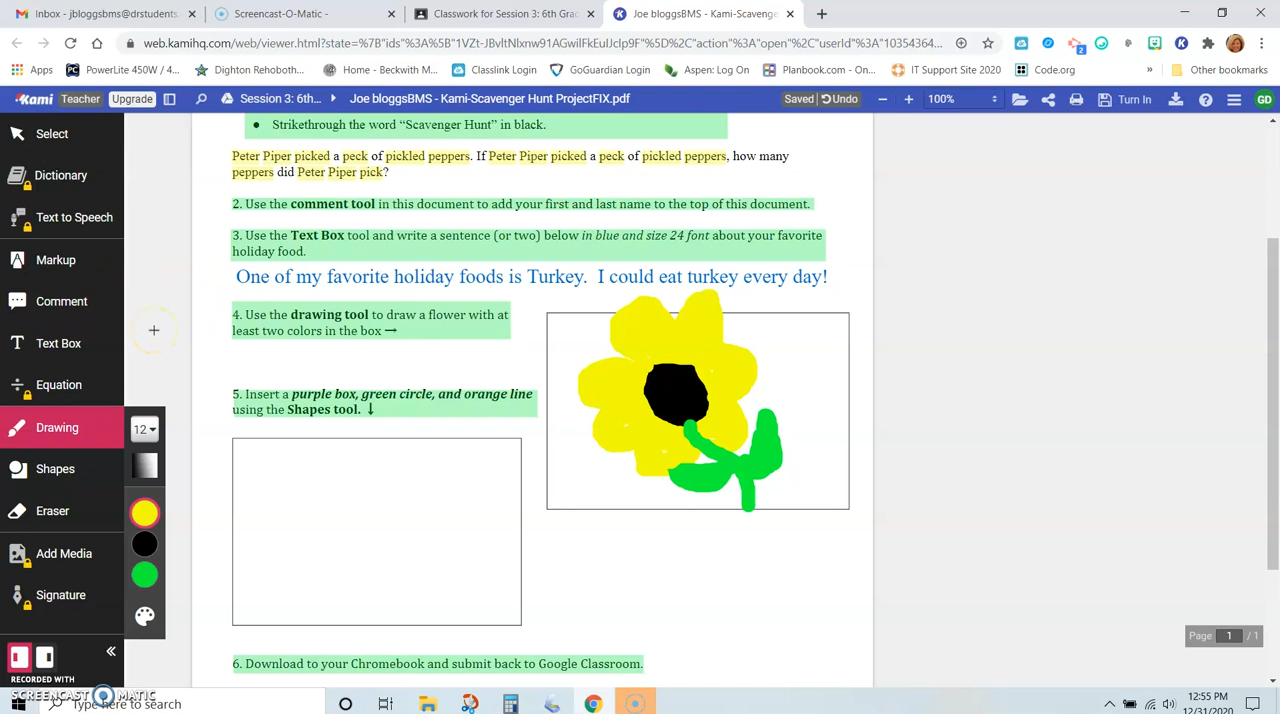 Inbox - jbloggsbms@drstudents.
Screencast-O-Matic -
Classwork for Session 3: 6th Grad
Joe bloggsBMS - Kami-Scavenge
web.kamihq.com/web/viewer.html?state=%7B"id"%3A%5B"1VZt-JBvltNlxnw91AGwilFkEuIJcIp9F"%5D%2C"action"%3A"open"%2C"userId"%3A"10354364...
Apps
PowerLite 450W / 4...
Dighton Rehoboth...
Home - Beckwith M...
Classlink Login
GoGuardian Login
Aspen: Log On
Planbook.com - On...
IT Support Site 2020
Code.org
Other bookmarks
Kami Teacher Upgrade
Session 3: 6th...
Joe bloggsBMS - Kami-Scavenger Hunt ProjectFIX.pdf
Saved Undo
100%
Turn In
GD
Select
Dictionary
Text to Speech
Markup
Comment
Text Box
Equation
Drawing
Shapes
Eraser
Add Media
Signature
12
● Strikethrough the word “Scavenger Hunt” in black.
Peter Piper picked a peck of pickled peppers. If Peter Piper picked a peck of pickled peppers, how many
peppers did Peter Piper pick?
2. Use the comment tool in this document to add your first and last name to the top of this document.
3. Use the Text Box tool and write a sentence (or two) below in blue and size 24 font about your favorite
holiday food.
One of my favorite holiday foods is Turkey. I could eat turkey every day!
4. Use the drawing tool to draw a flower with at
least two colors in the box →
5. Insert a purple box, green circle, and orange line
using the Shapes tool. ↓
6. Download to your Chromebook and submit back to Google Classroom.
Page 1 / 1
RECORDED WITH
SCREENCAST MATIC
Type here to search
12:55 PM
12/31/2020